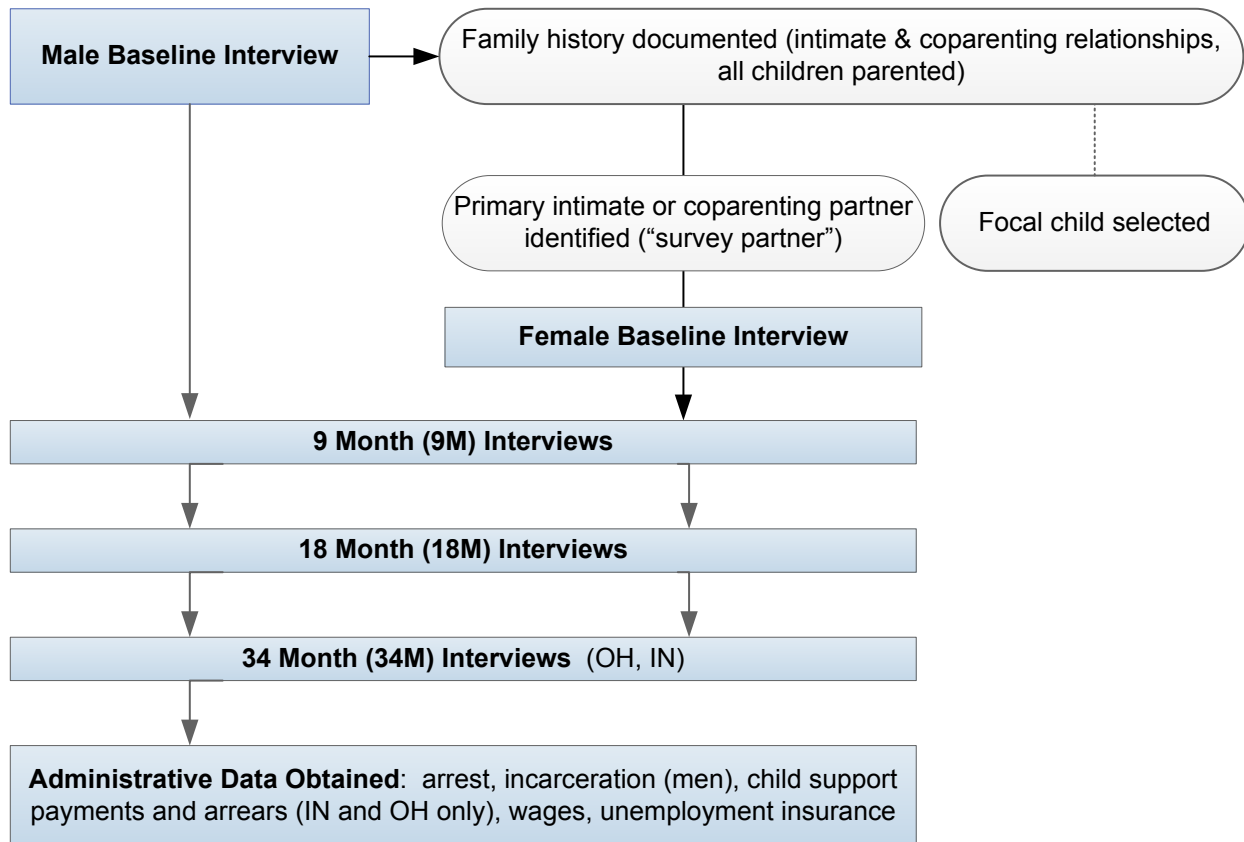 Male Baseline Interview
Family history documented (intimate & coparenting relationships,
all children parented)
Primary intimate or coparenting partner
identified (“survey partner”)
Focal child selected
Female Baseline Interview
9 Month (9M) Interviews
18 Month (18M) Interviews
34 Month (34M) Interviews (OH, IN)
Administrative Data Obtained: arrest, incarceration (men), child support
payments and arrears (IN and OH only), wages, unemployment insurance